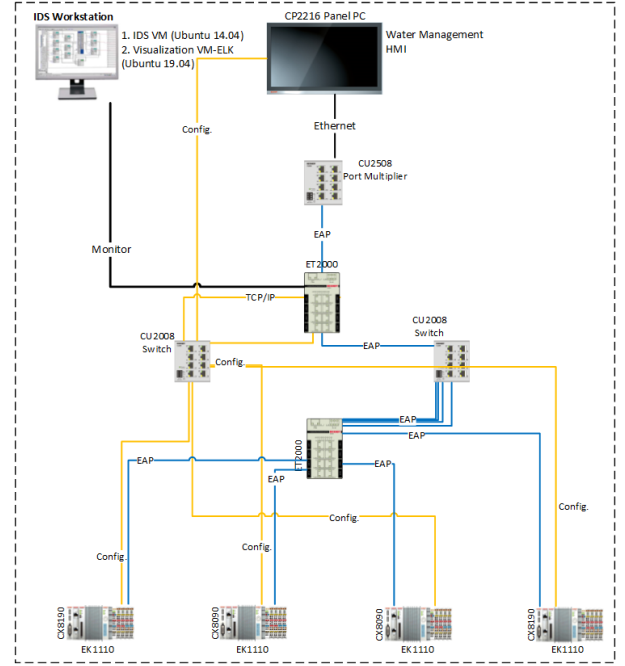 IDS Workstation
1. IDS VM (Ubuntu 14.04)
2. Visualization VM-ELK
(Ubuntu 19.04)
CP2216 Panel PC
Water Management
HMI
Config.
Ethernet
CU2508
Port Multiplier
EAP
Monitor
ET2000
TCP/IP
CU2008
Switch
CU2008
Switch
EAP
Config.
EAP
EAP
ET2000
EAP
EAP
EAP
Config.
Config.
Config.
Config.
CX8190
EK1110
CX8090
EK1110
CX8090
EK1110
CX8190
EK1110